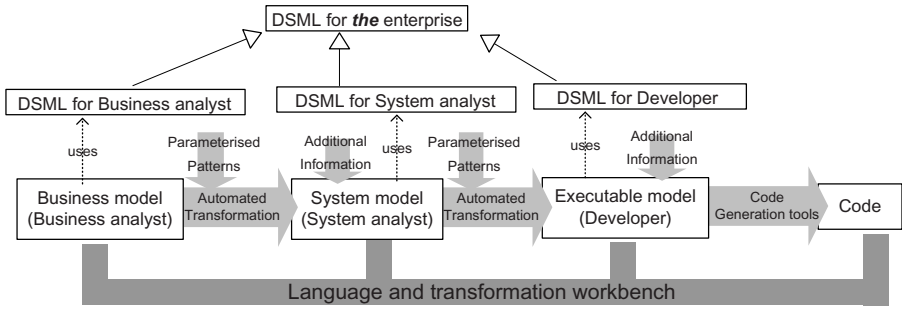 DSML for the enterprise
DSML for Business analyst
DSML for System analyst
DSML for Developer
uses
Parameterised
Patterns
Additional
Information
uses
Parameterised
Patterns
uses
Additional
Information
Business model
(Business analyst)
Automated
Transformation
System model
(System analyst)
Automated
Transformation
Executable model
(Developer)
Code
Generation tools
Code
Language and transformation workbench